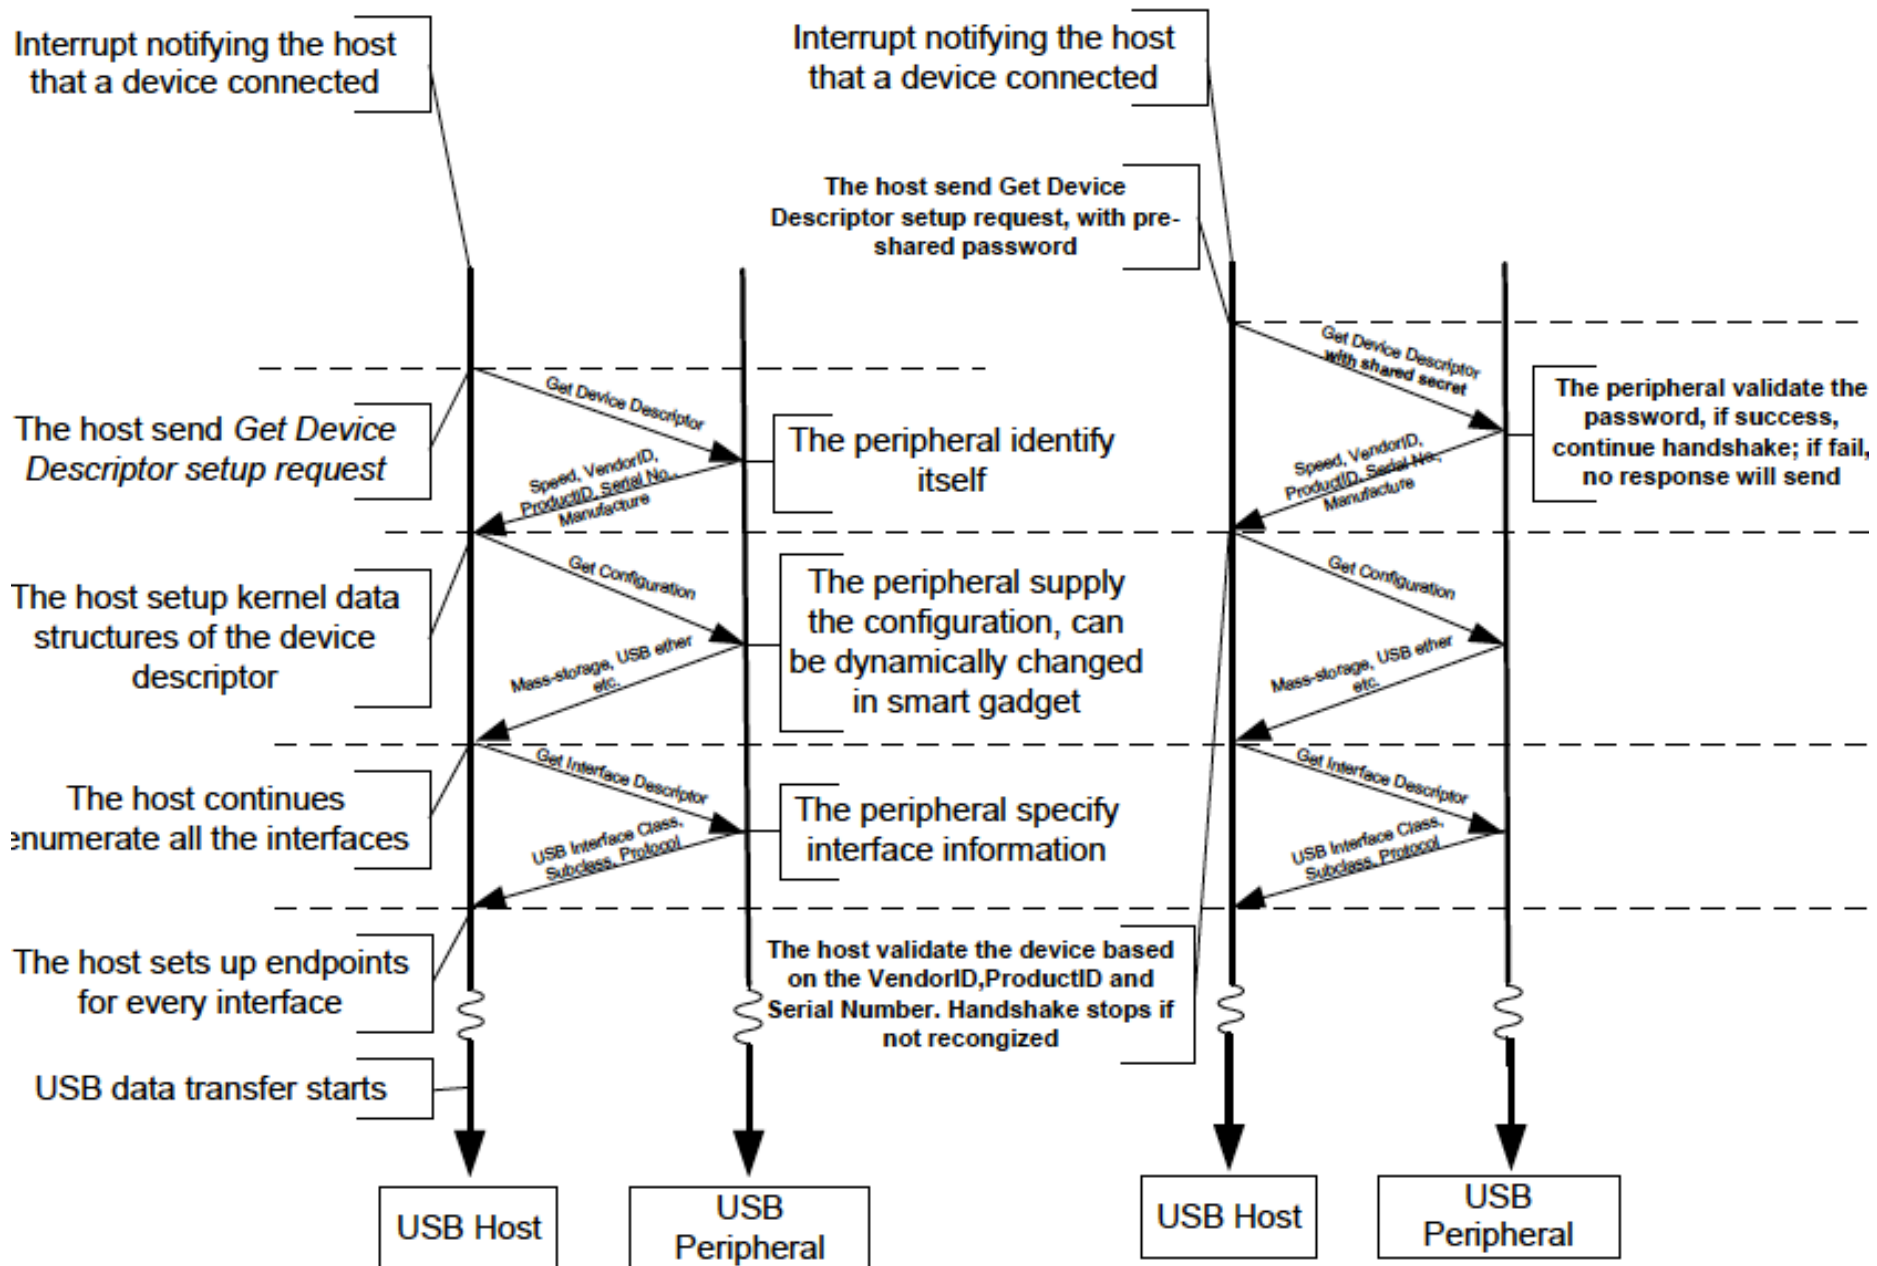 Interrupt notifying the host
that a device connected
Get Device Descriptor
The host send Get Device
Descriptor setup request
The peripheral identify
itself
Speed, VendorID,
ProductID, Serial No.,
Manufacture
The host setup kernel data
structures of the device
descriptor
Get Configuration
The peripheral supply
the configuration, can
be dynamically changed
in smart gadget
Mass-storage, USB ether
etc.
The host continues
enumerate all the interfaces
Get Interface Descriptor
The peripheral specify
interface information
USB Interface Class,
Subclass, Protocol
The host sets up endpoints
for every interface
USB data transfer starts
USB Host
USB
Peripheral
Interrupt notifying the host
that a device connected
The host send Get Device
Descriptor setup request, with pre-
shared password
Get Device Descriptor
with shared secret
The peripheral validate the
password, if success,
continue handshake; if fail,
no response will send
Speed, VendorID,
ProductID, Serial No.,
Manufacture
Get Configuration
Mass-storage, USB ether
etc.
Get Interface Descriptor
USB Interface Class,
Subclass, Protocol
The host validate the device based
on the VendorID,ProductID and
Serial Number. Handshake stops if
not recongized
USB Host
USB
Peripheral